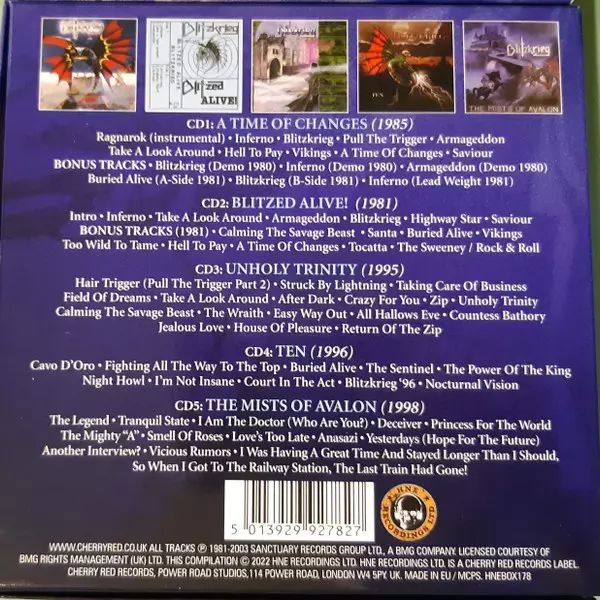 Blitzkrieg
BLITZED ALIVE
BLITZKRIEG
Blitzed
ALIVE!
TEN
Blitzkrieg
THE MISTS OF AVALON
CD1: A TIME OF CHANGES (1985)
Ragnarok (instrumental) • Inferno • Blitzkrieg • Pull The Trigger • Armageddon
Take A Look Around • Hell To Pay • Vikings • A Time Of Changes • Saviour
BONUS TRACKS • Blitzkrieg (Demo 1980) • Inferno (Demo 1980) • Armageddon (Demo 1980)
Buried Alive (A-Side 1981) • Blitzkrieg (B-Side 1981) • Inferno (Lead Weight 1981)
CD2: BLITZED ALIVE! (1981)
Intro • Inferno • Take A Look Around • Armageddon • Blitzkrieg • Highway Star • Saviour
BONUS TRACKS (1981) • Calming The Savage Beast • Santa • Buried Alive • Vikings
Too Wild To Tame • Hell To Pay • A Time Of Changes • Tocatta • The Sweeney / Rock & Roll
CD3: UNHOLY TRINITY (1995)
Hair Trigger (Pull The Trigger Part 2) • Struck By Lightning • Taking Care Of Business
Field Of Dreams • Take A Look Around • After Dark • Crazy For You • Zip • Unholy Trinity
Calming The Savage Beast • The Wraith • Easy Way Out • All Hallows Eve • Countess Bathory
Jealous Love • House Of Pleasure • Return Of The Zip
CD4: TEN (1996)
Cavo D'Oro • Fighting All The Way To The Top • Buried Alive • The Sentinel • The Power Of The King
Night Howl • I'm Not Insane • Court In The Act • Blitzkrieg '96 • Nocturnal Vision
CD5: THE MISTS OF AVALON (1998)
The Legend • Tranquil State • I Am The Doctor (Who Are You?) • Deceiver • Princess For The World
The Mighty "A" • Smell Of Roses • Love's Too Late • Anasazi • Yesterdays (Hope For The Future)
Another Interview? • Vicious Rumors • I Was Having A Great Time And Stayed Longer Than I Should,
So When I Got To The Railway Station, The Last Train Had Gone!
5 013929 927827
HNE RECORDINGS LTD
WWW.CHERRYRED.CO.UK ALL TRACKS ℗ 1981-2003 SANCTUARY RECORDS GROUP LTD., A BMG COMPANY. LICENSED COURTESY OF
BMG RIGHTS MANAGEMENT (UK) LTD. THIS COMPILATION © 2022 HNE RECORDINGS LTD. HNE RECORDINGS LTD. IS A CHERRY RED RECORDS LABEL.
CHERRY RED RECORDS, POWER ROAD STUDIOS,114 POWER ROAD, LONDON W4 5PY. UK. MADE IN EU / MCPS. HNEBOX178